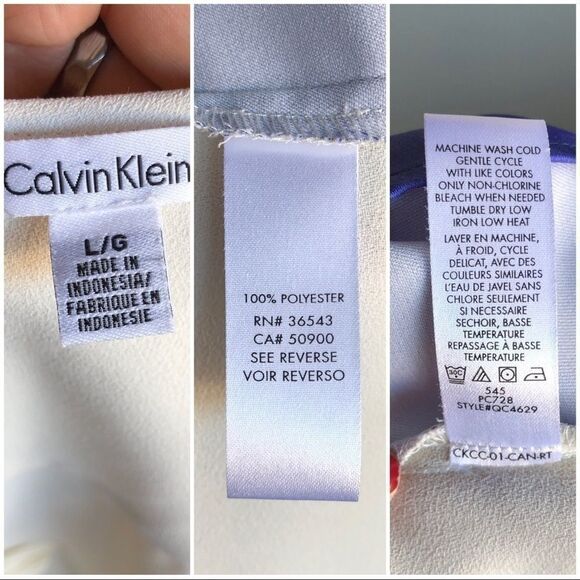 Calvin Klein
L/G
MADE IN
INDONESIA/
FABRIQUE EN
INDONESIE
100% POLYESTER
RN# 36543
CA# 50900
SEE REVERSE
VOIR REVERSO
MACHINE WASH COLD
GENTLE CYCLE
WITH LIKE COLORS
ONLY NON-CHLORINE
BLEACH WHEN NEEDED
TUMBLE DRY LOW
IRON LOW HEAT
LAVER EN MACHINE,
À FROID, CYCLE
DELICAT, AVEC DES
COULEURS SIMILAIRES
L'EAU DE JAVEL SANS
CHLORE SEULEMENT
SI NECESSAIRE
SECHOIR, BASSE
TEMPERATURE
REPASSAGE À BASSE
TEMPERATURE
30C
545
PC728
STYLE#QC4629
CKCC-01-CAN-RT